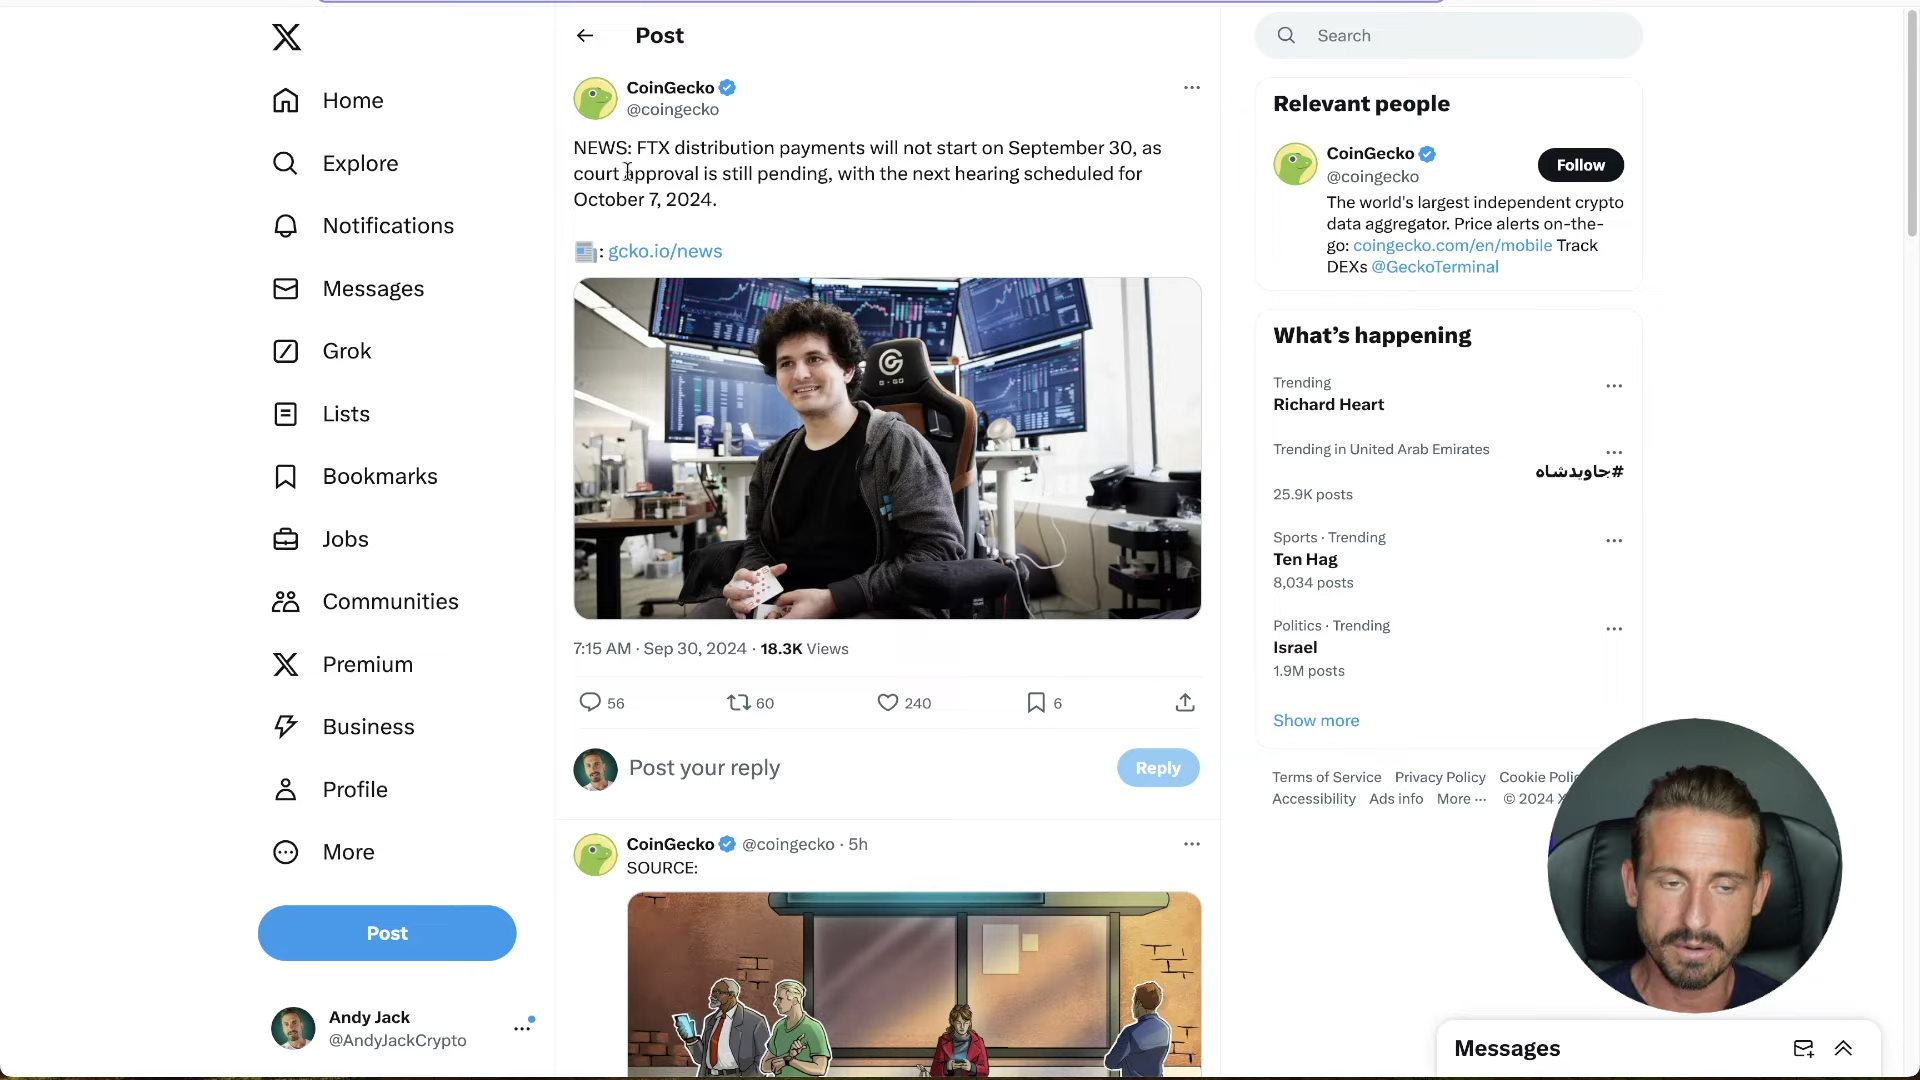 Home
Explore
Notifications
Messages
Grok
Lists
Bookmarks
Jobs
Communities
Premium
Business
Profile
More
Post
Andy Jack
@AndyJackCrypto
Post
CoinGecko
@coingecko
NEWS: FTX distribution payments will not start on September 30, as
court approval is still pending, with the next hearing scheduled for
October 7, 2024.
: gcko.io/news
G-GO
7:15 AM · Sep 30, 2024 · 18.3K Views
56 60 240 6
Post your reply
Reply
CoinGecko @coingecko · 5h
SOURCE:
Search
Relevant people
CoinGecko
@coingecko
Follow
The world's largest independent crypto
data aggregator. Price alerts on-the-
go: coingecko.com/en/mobile Track
DEXs @GeckoTerminal
What's happening
Trending
Richard Heart
Trending in United Arab Emirates
#جاویدشاه
25.9K posts
Sports · Trending
Ten Hag
8,034 posts
Politics · Trending
Israel
1.9M posts
Show more
Terms of Service Privacy Policy Cookie
Accessibility Ads info More ··· © 2024 X
Messages